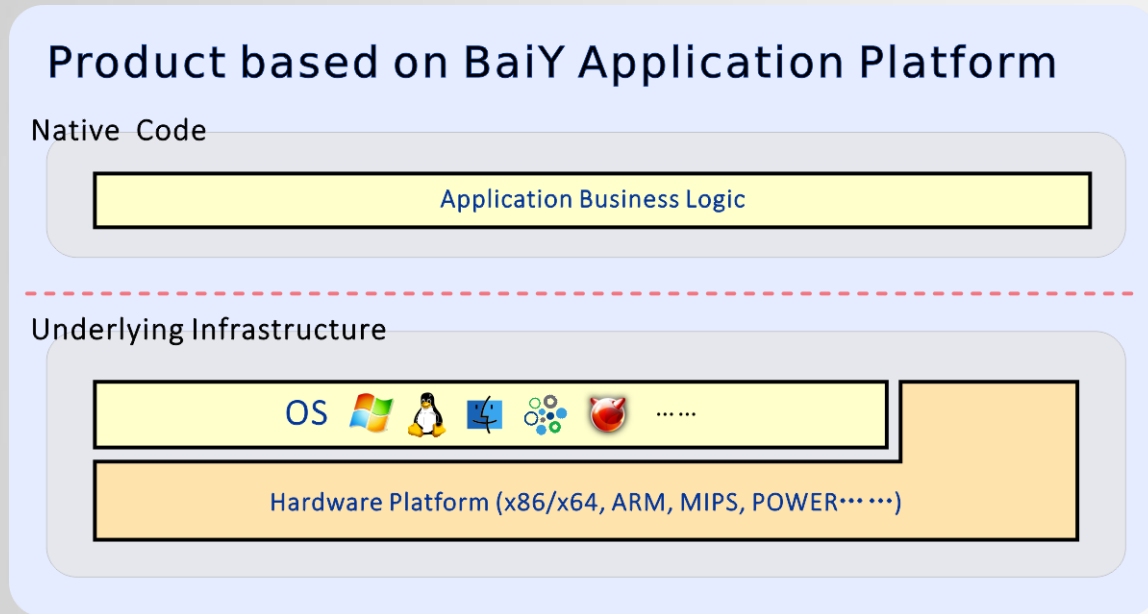 Product based on BaiY Application Platform
Native Code
Application Business Logic
Underlying Infrastructure
OS ……
Hardware Platform (x86/x64, ARM, MIPS, POWER……)